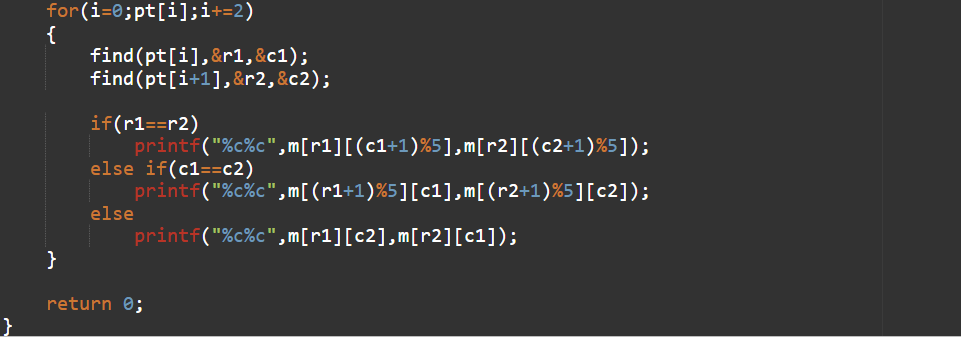 for(i=0;pt[i];i+=2)
{
find(pt[i],&r1,&c1);
find(pt[i+1],&r2,&c2);
if(r1==r2)
printf("%c%c",m[r1][(c1+1)%5],m[r2][(c2+1)%5]);
else if(c1==c2)
printf("%c%c",m[(r1+1)%5][c1],m[(r2+1)%5][c2]);
else
printf("%c%c",m[r1][c2],m[r2][c1]);
}
return 0;
}